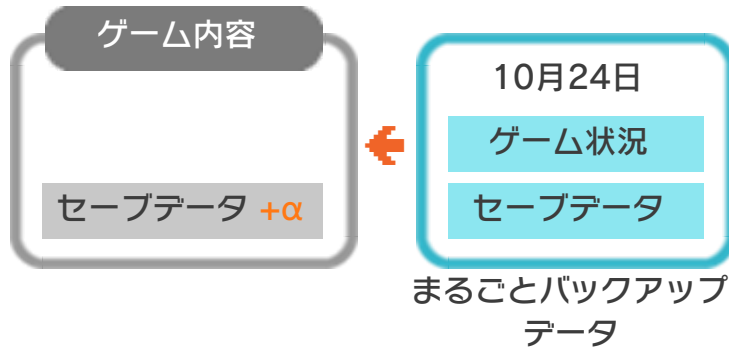 ゲーム内容
セーブデータ +α
10月24日
ゲーム状況
セーブデータ
まるごとバックアップ
データ